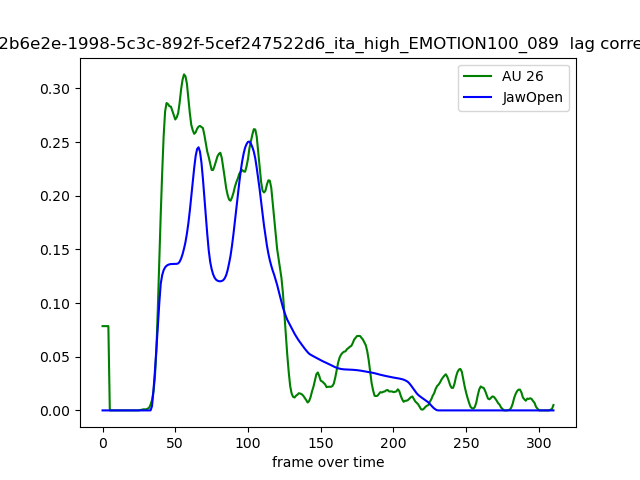 2b6e2e-1998-5c3c-892f-5cef247522d6_ita_high_EMOTION100_089  lag corre
AU 26
JawOpen
0.30
0.25
0.20
0.15
0.10
0.05
0.00
0 50 100 150 200 250 300
frame over time